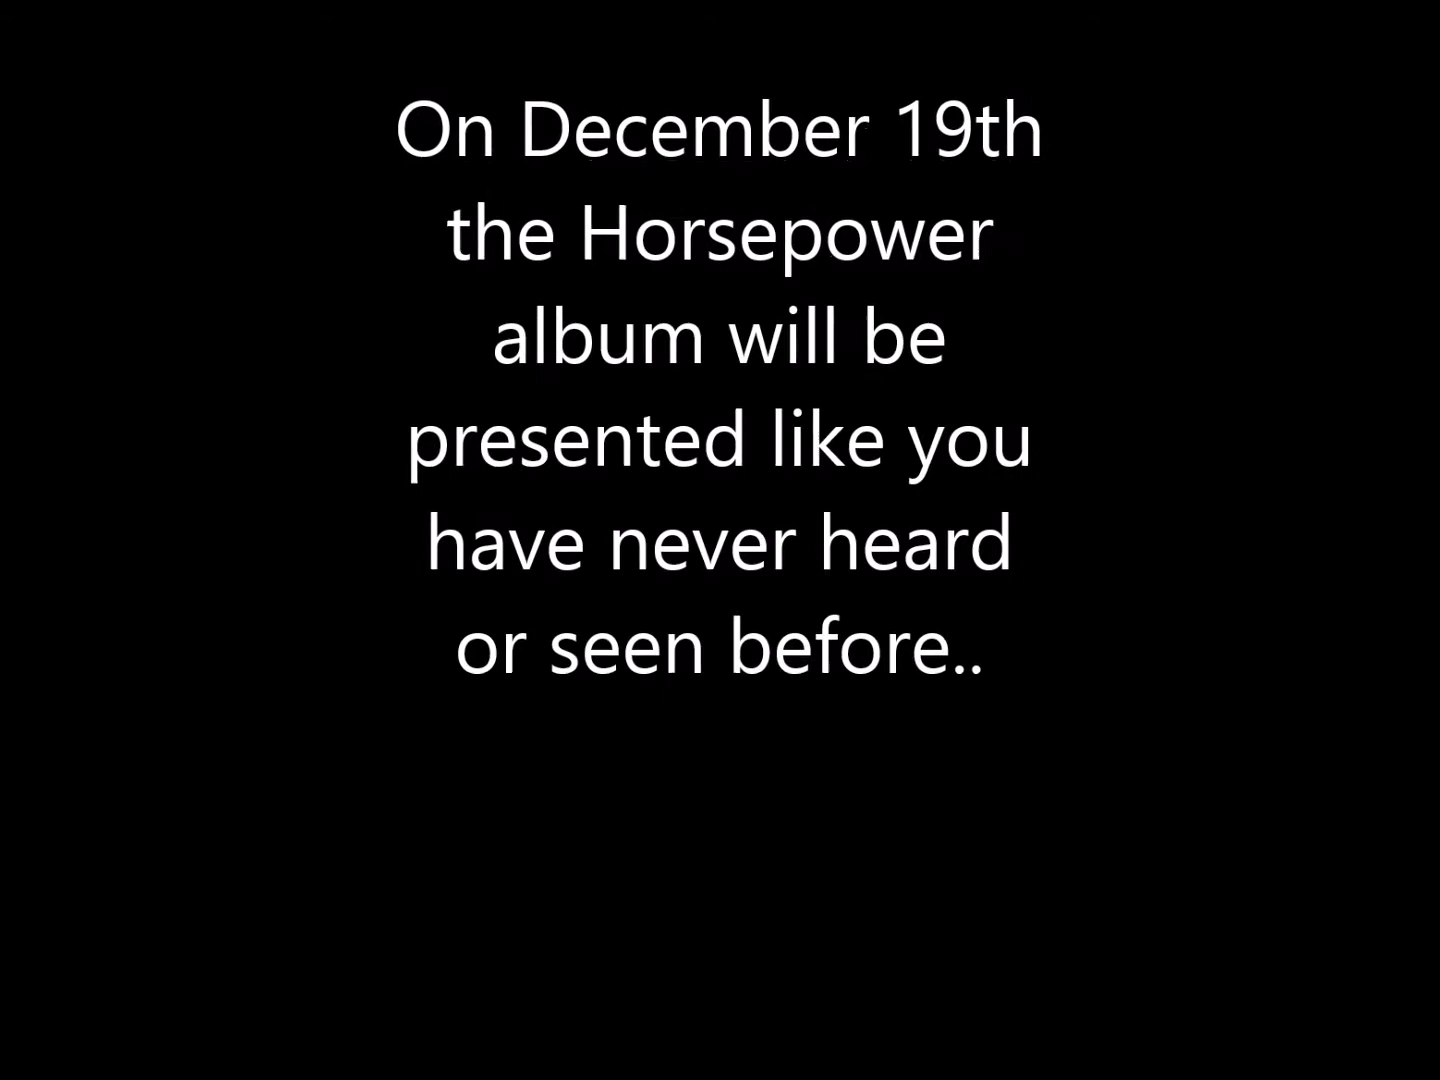 On December 19th
the Horsepower
album will be
presented like you
have never heard
or seen before..